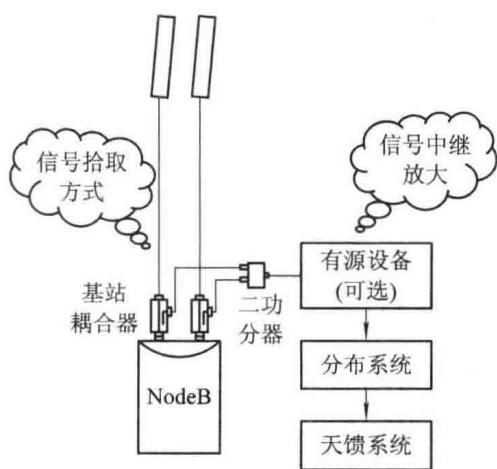 信号拾取
方式
信号中继
放大
基站
耦合器
二功
分器
有源设备
(可选)
NodeB
分布系统
天馈系统